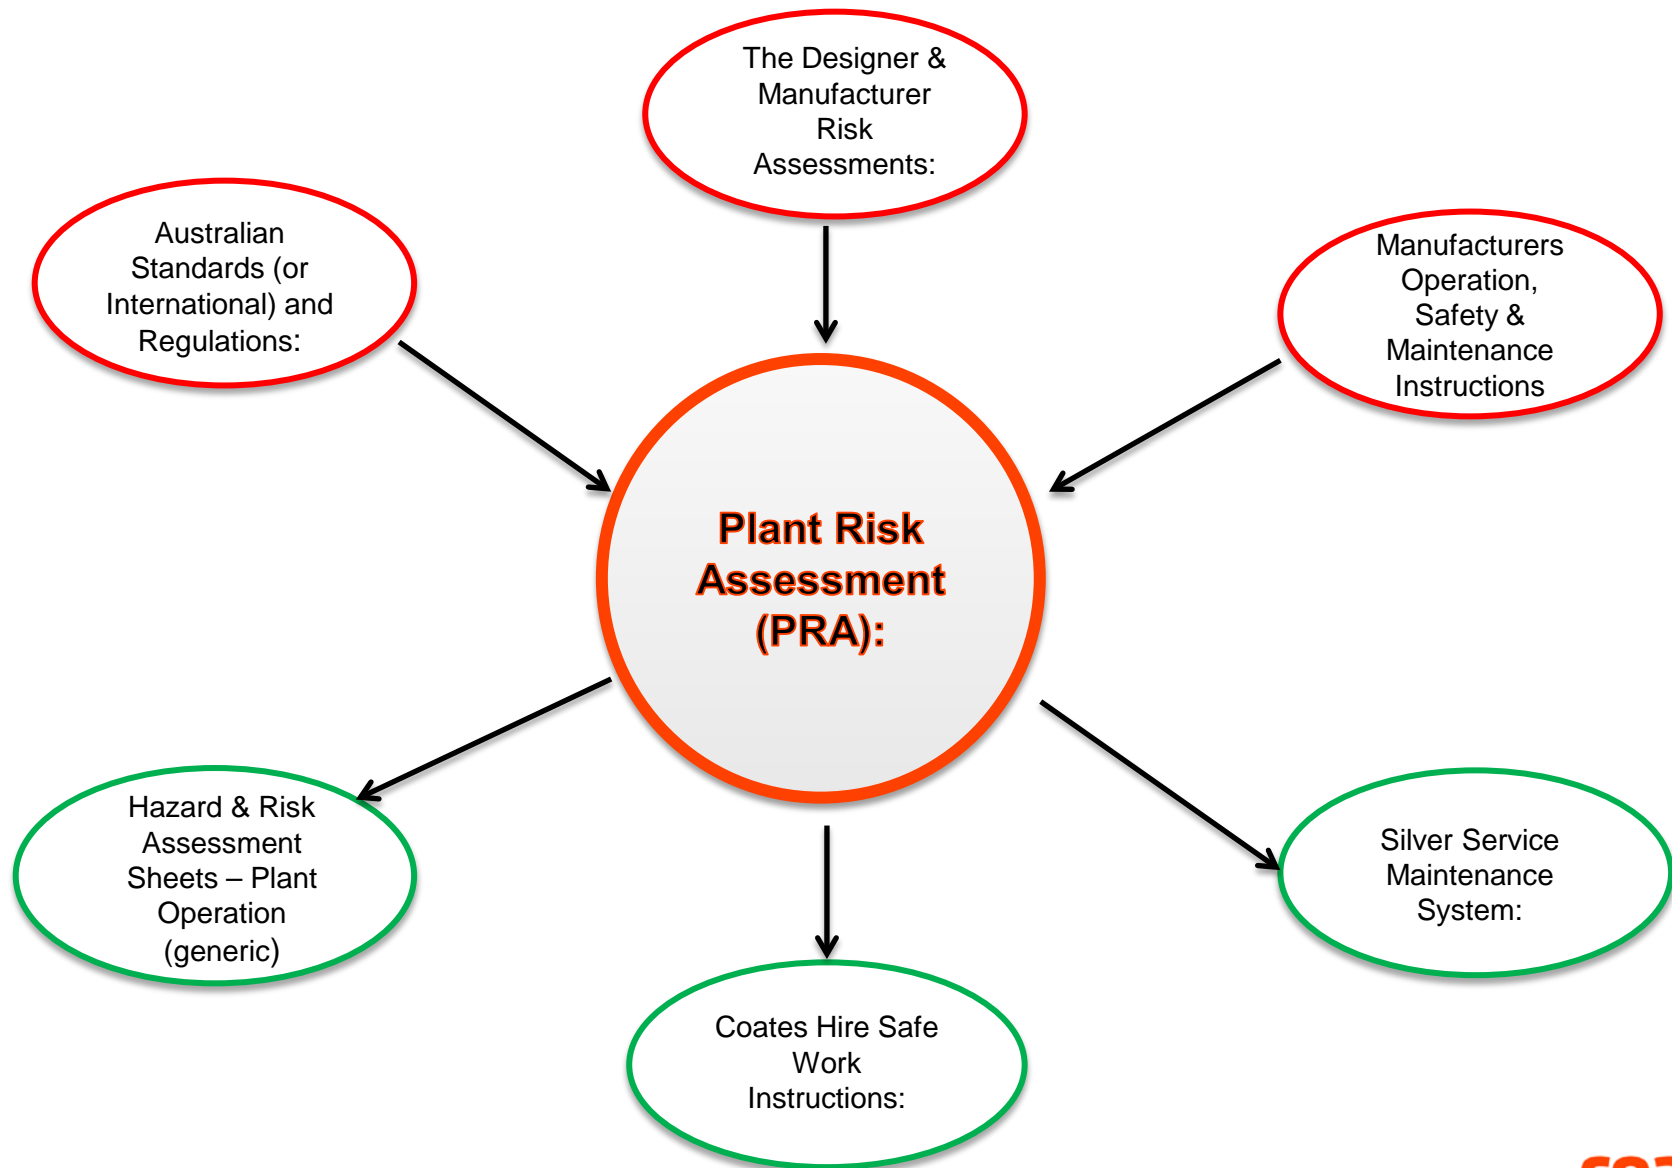 The Designer &
Manufacturer
Risk
Assessments:
Australian
Standards (or
International) and
Regulations:
Manufacturers
Operation,
Safety &
Maintenance
Instructions
Plant Risk
Assessment
(PRA):
Hazard & Risk
Assessment
Sheets – Plant
Operation
(generic)
Silver Service
Maintenance
System:
Coates Hire Safe
Work
Instructions: